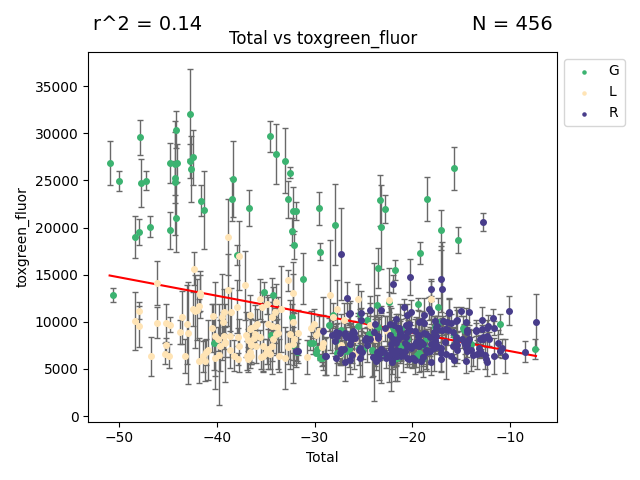 r^2 = 0.14 N = 456
Total vs toxgreen_fluor
G
L
R
toxgreen_fluor
35000
30000
25000
20000
15000
10000
5000
0
−50 −40 −30 −20 −10
Total